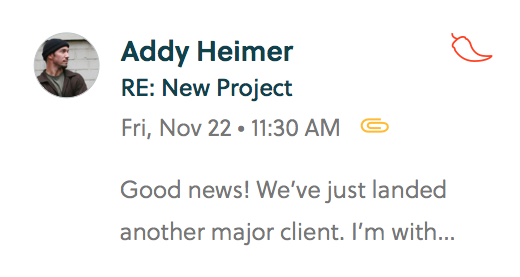 Addy Heimer
RE: New Project
Fri, Nov 22 • 11:30 AM
Good news! We’ve just landed
another major client. I’m with...